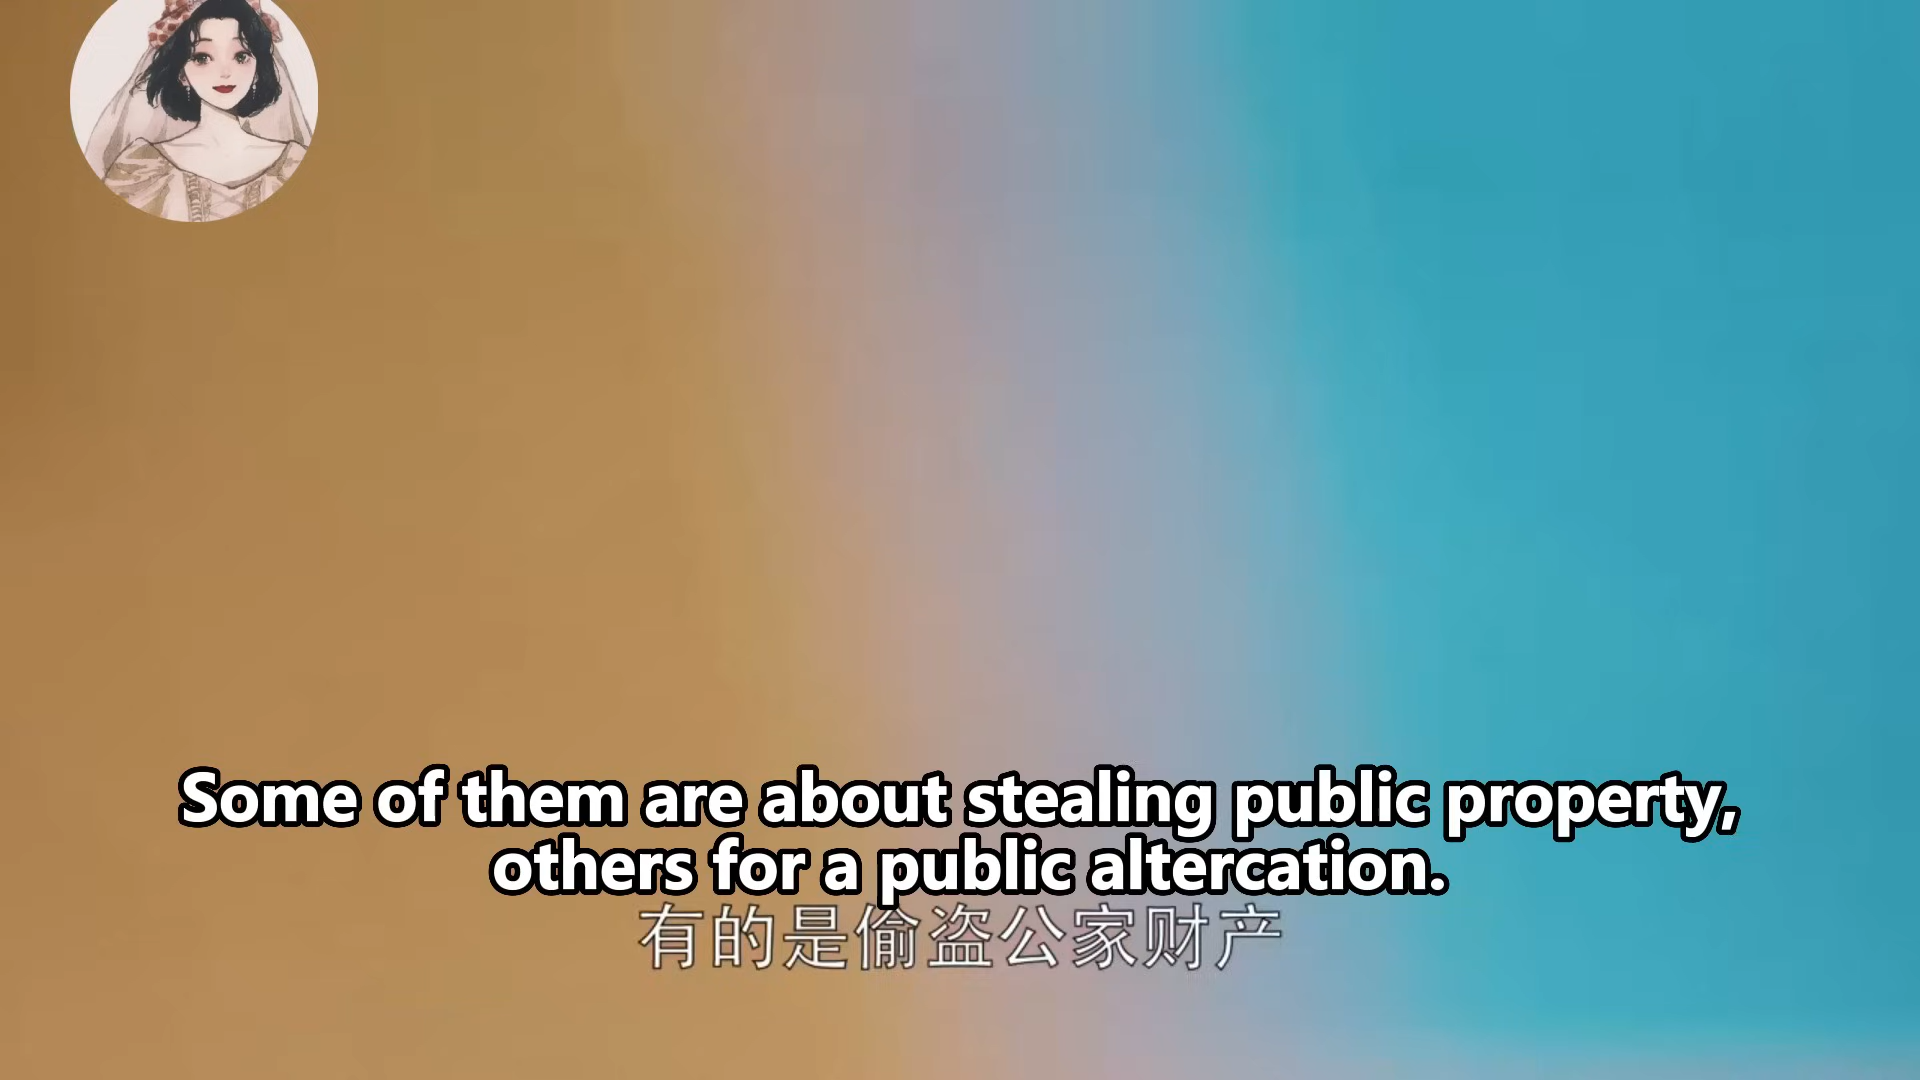 Some of them are about stealing public property,
others for a public altercation.
有的是偷盗公家财产